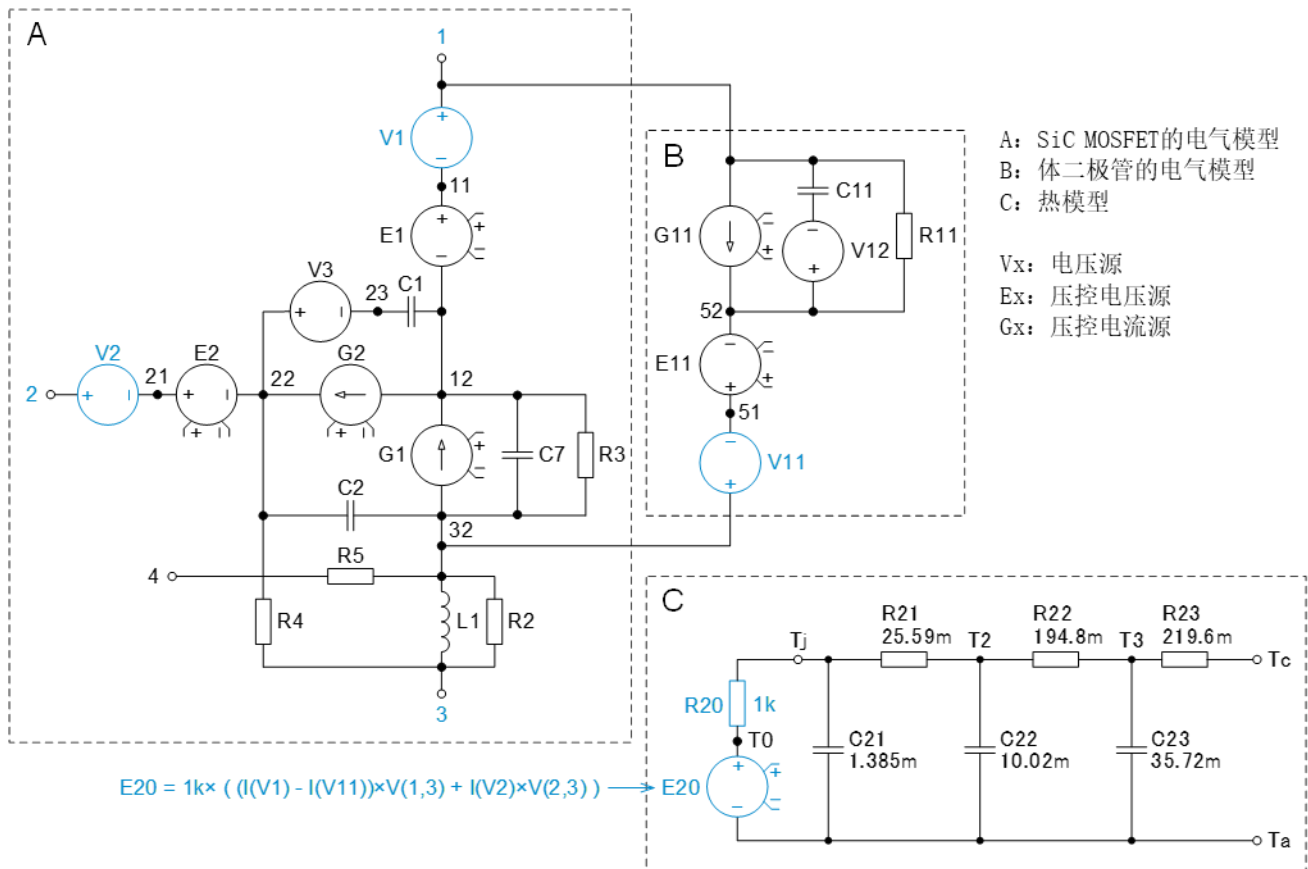 A
1
V1
+
−
11
E1
+
−
+
−
V3
+
−
23
C1
V2
2
+
−
21
E2
+
−
+
−
22
G2
+
−
12
G1
+
−
C7
R3
C2
32
R5
4
R4
L1
R2
3
B
G11
−
+
C11
−
V12
+
R11
52
E11
−
+
−
+
51
−
V11
+
A: SiC MOSFET的电气模型
B: 体二极管的电气模型
C: 热模型
Vx: 电压源
Ex: 压控电压源
Gx: 压控电流源
C
Tj
R21
25.59m
T2
R22
194.8m
T3
R23
219.6m
Tc
R20
1k
T0
C21
1.385m
C22
10.02m
C23
35.72m
E20 = 1k× ( (I(V1) - I(V11))×V(1,3) + I(V2)×V(2,3) )
E20
+
−
+
−
Ta